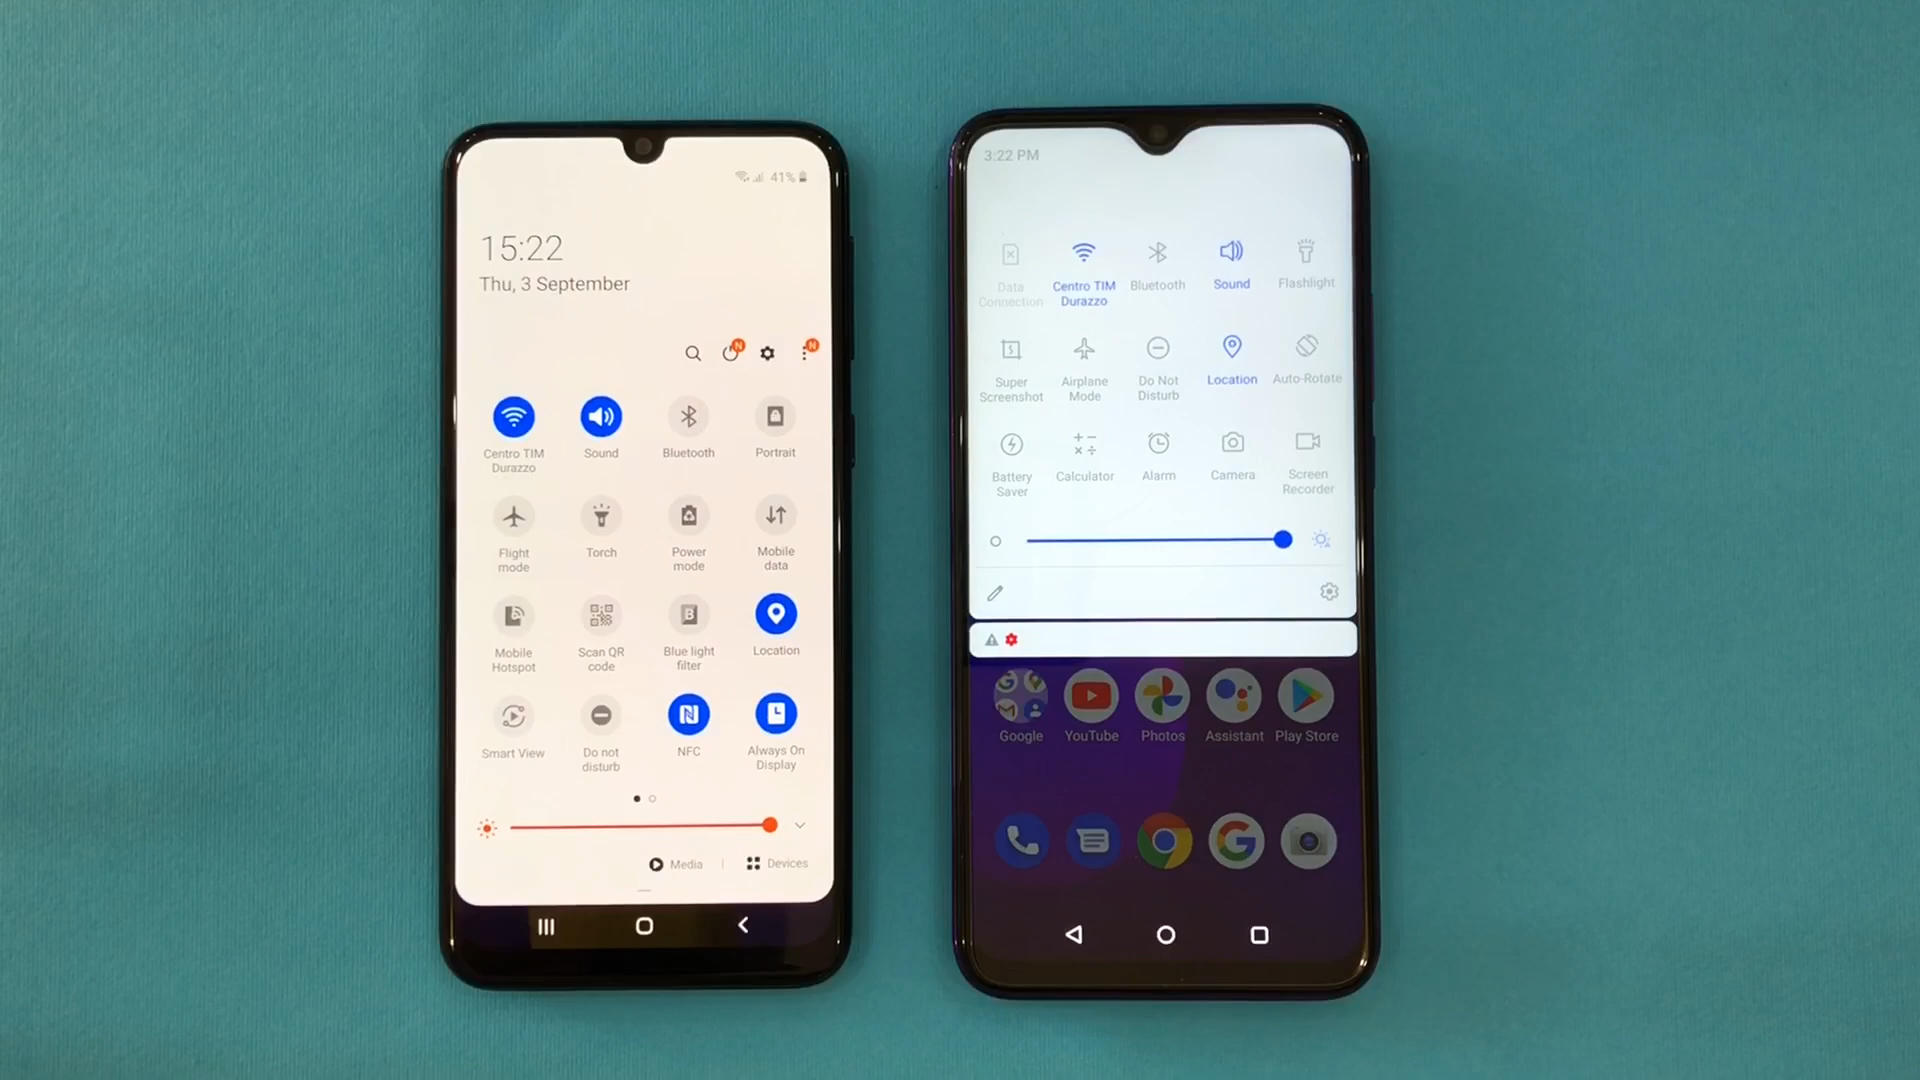 41%
15:22
Thu, 3 September
N
N
Centro TIM
Durazzo
Sound
Bluetooth
Portrait
Flight
mode
Torch
Power
mode
Mobile
data
Mobile
Hotspot
Scan QR
code
Blue light
filter
Location
Smart View
Do not
disturb
NFC
Always On
Display
Media
Devices
3:22 PM
Data
Connection
Centro TIM
Durazzo
Bluetooth
Sound
Flashlight
Super
Screenshot
Airplane
Mode
Do Not
Disturb
Location
Auto-Rotate
Battery
Saver
Calculator
Alarm
Camera
Screen
Recorder
Google
YouTube
Photos
Assistant
Play Store